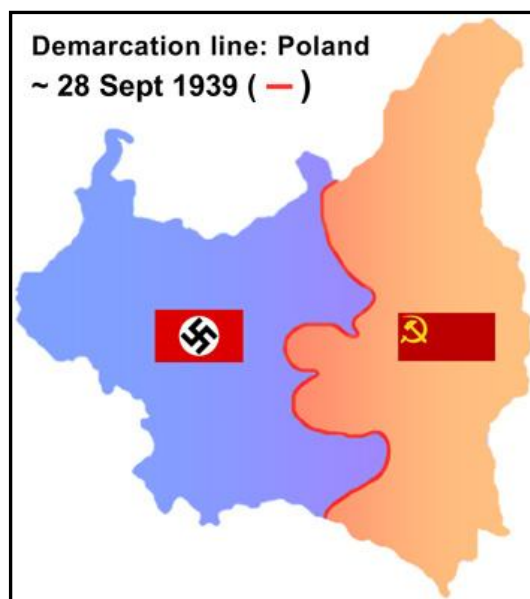 Demarcation line: Poland
~ 28 Sept 1939 ( — )